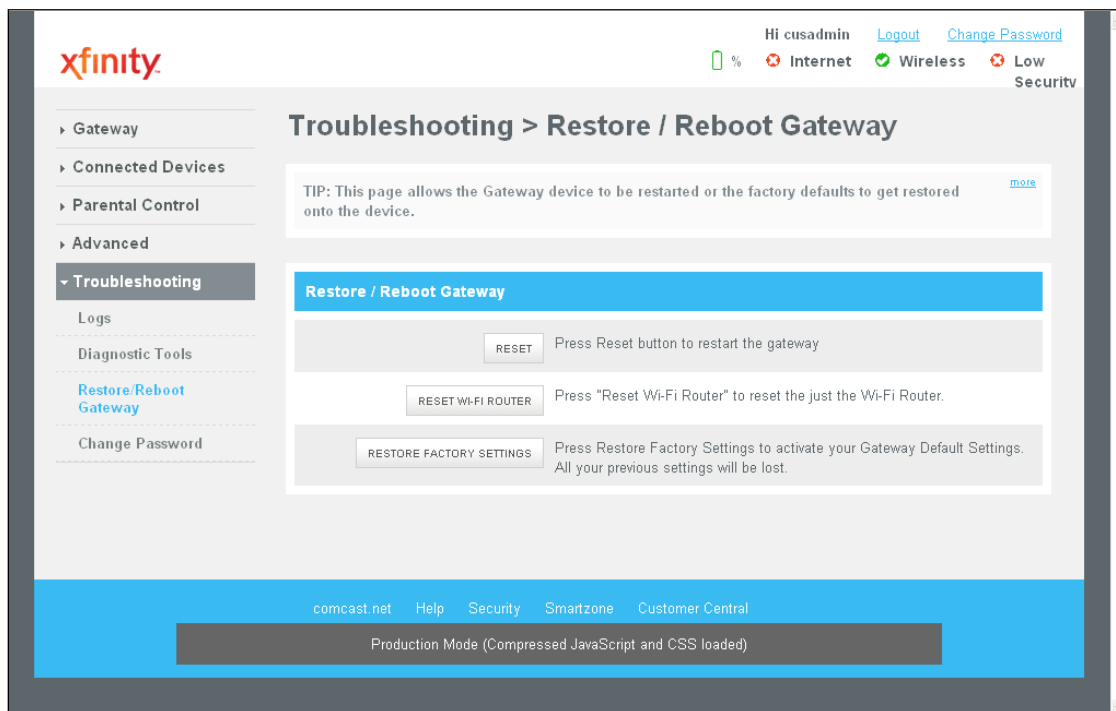 Hi cusadmin Logout Change Password
xfinity
% Internet Wireless Low
Security
Gateway
Connected Devices
Parental Control
Advanced
Troubleshooting
Logs
Diagnostic Tools
Restore/Reboot
Gateway
Change Password
Troubleshooting > Restore / Reboot Gateway
TIP: This page allows the Gateway device to be restarted or the factory defaults to get restored
onto the device.
more
Restore / Reboot Gateway
RESET Press Reset button to restart the gateway
RESET WI-FI ROUTER Press "Reset Wi-Fi Router" to reset the just the Wi-Fi Router.
RESTORE FACTORY SETTINGS Press Restore Factory Settings to activate your Gateway Default Settings.
All your previous settings will be lost.
comcast.net Help Security Smartzone Customer Central
Production Mode (Compressed JavaScript and CSS loaded)